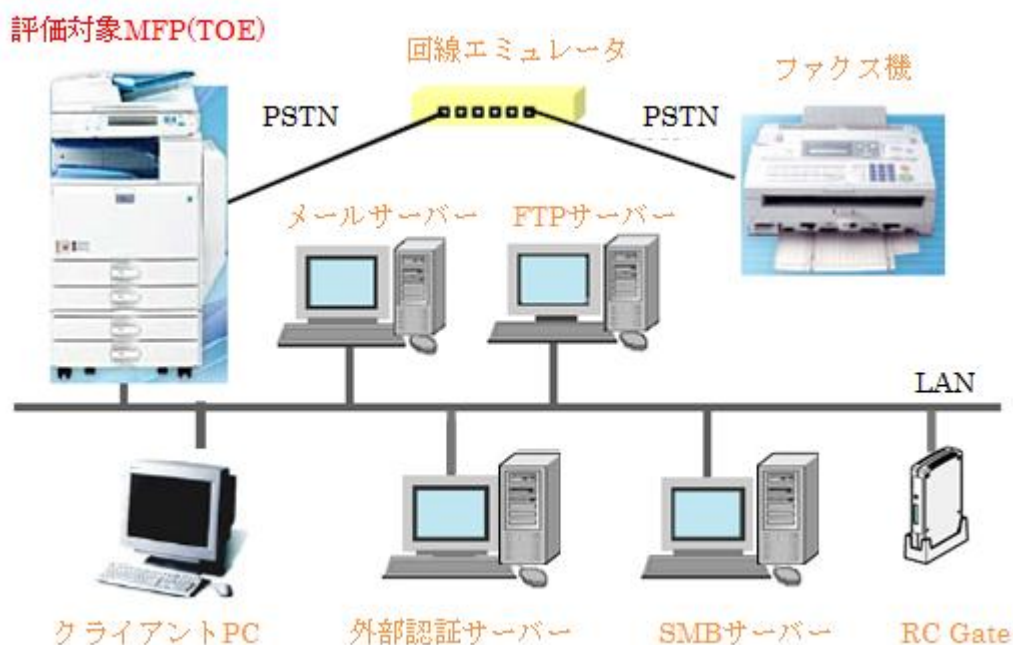 評価対象MFP(TOE)
回線エミュレータ
ファクス機
PSTN
PSTN
メールサーバー
FTPサーバー
LAN
クライアントPC
外部認証サーバー
SMBサーバー
RC Gate